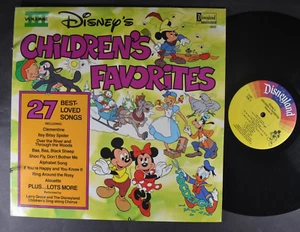 VOLUME
II
DISNEY'S
CHILDREN'S
FAVORITES
27 BEST-
LOVED
SONGS
INCLUDING:
Clementine
Itsy Bitsy Spider
Over the River and
Through the Woods
Baa, Baa, Black Sheep
Shoo Fly, Don't Bother Me
Alphabet Song
If You're Happy and You Know It
Ring Around the Rosy
Alouette
PLUS...LOTS MORE
Larry Groce and The Disneyland
Children's Sing-along Chorus
Disneyland